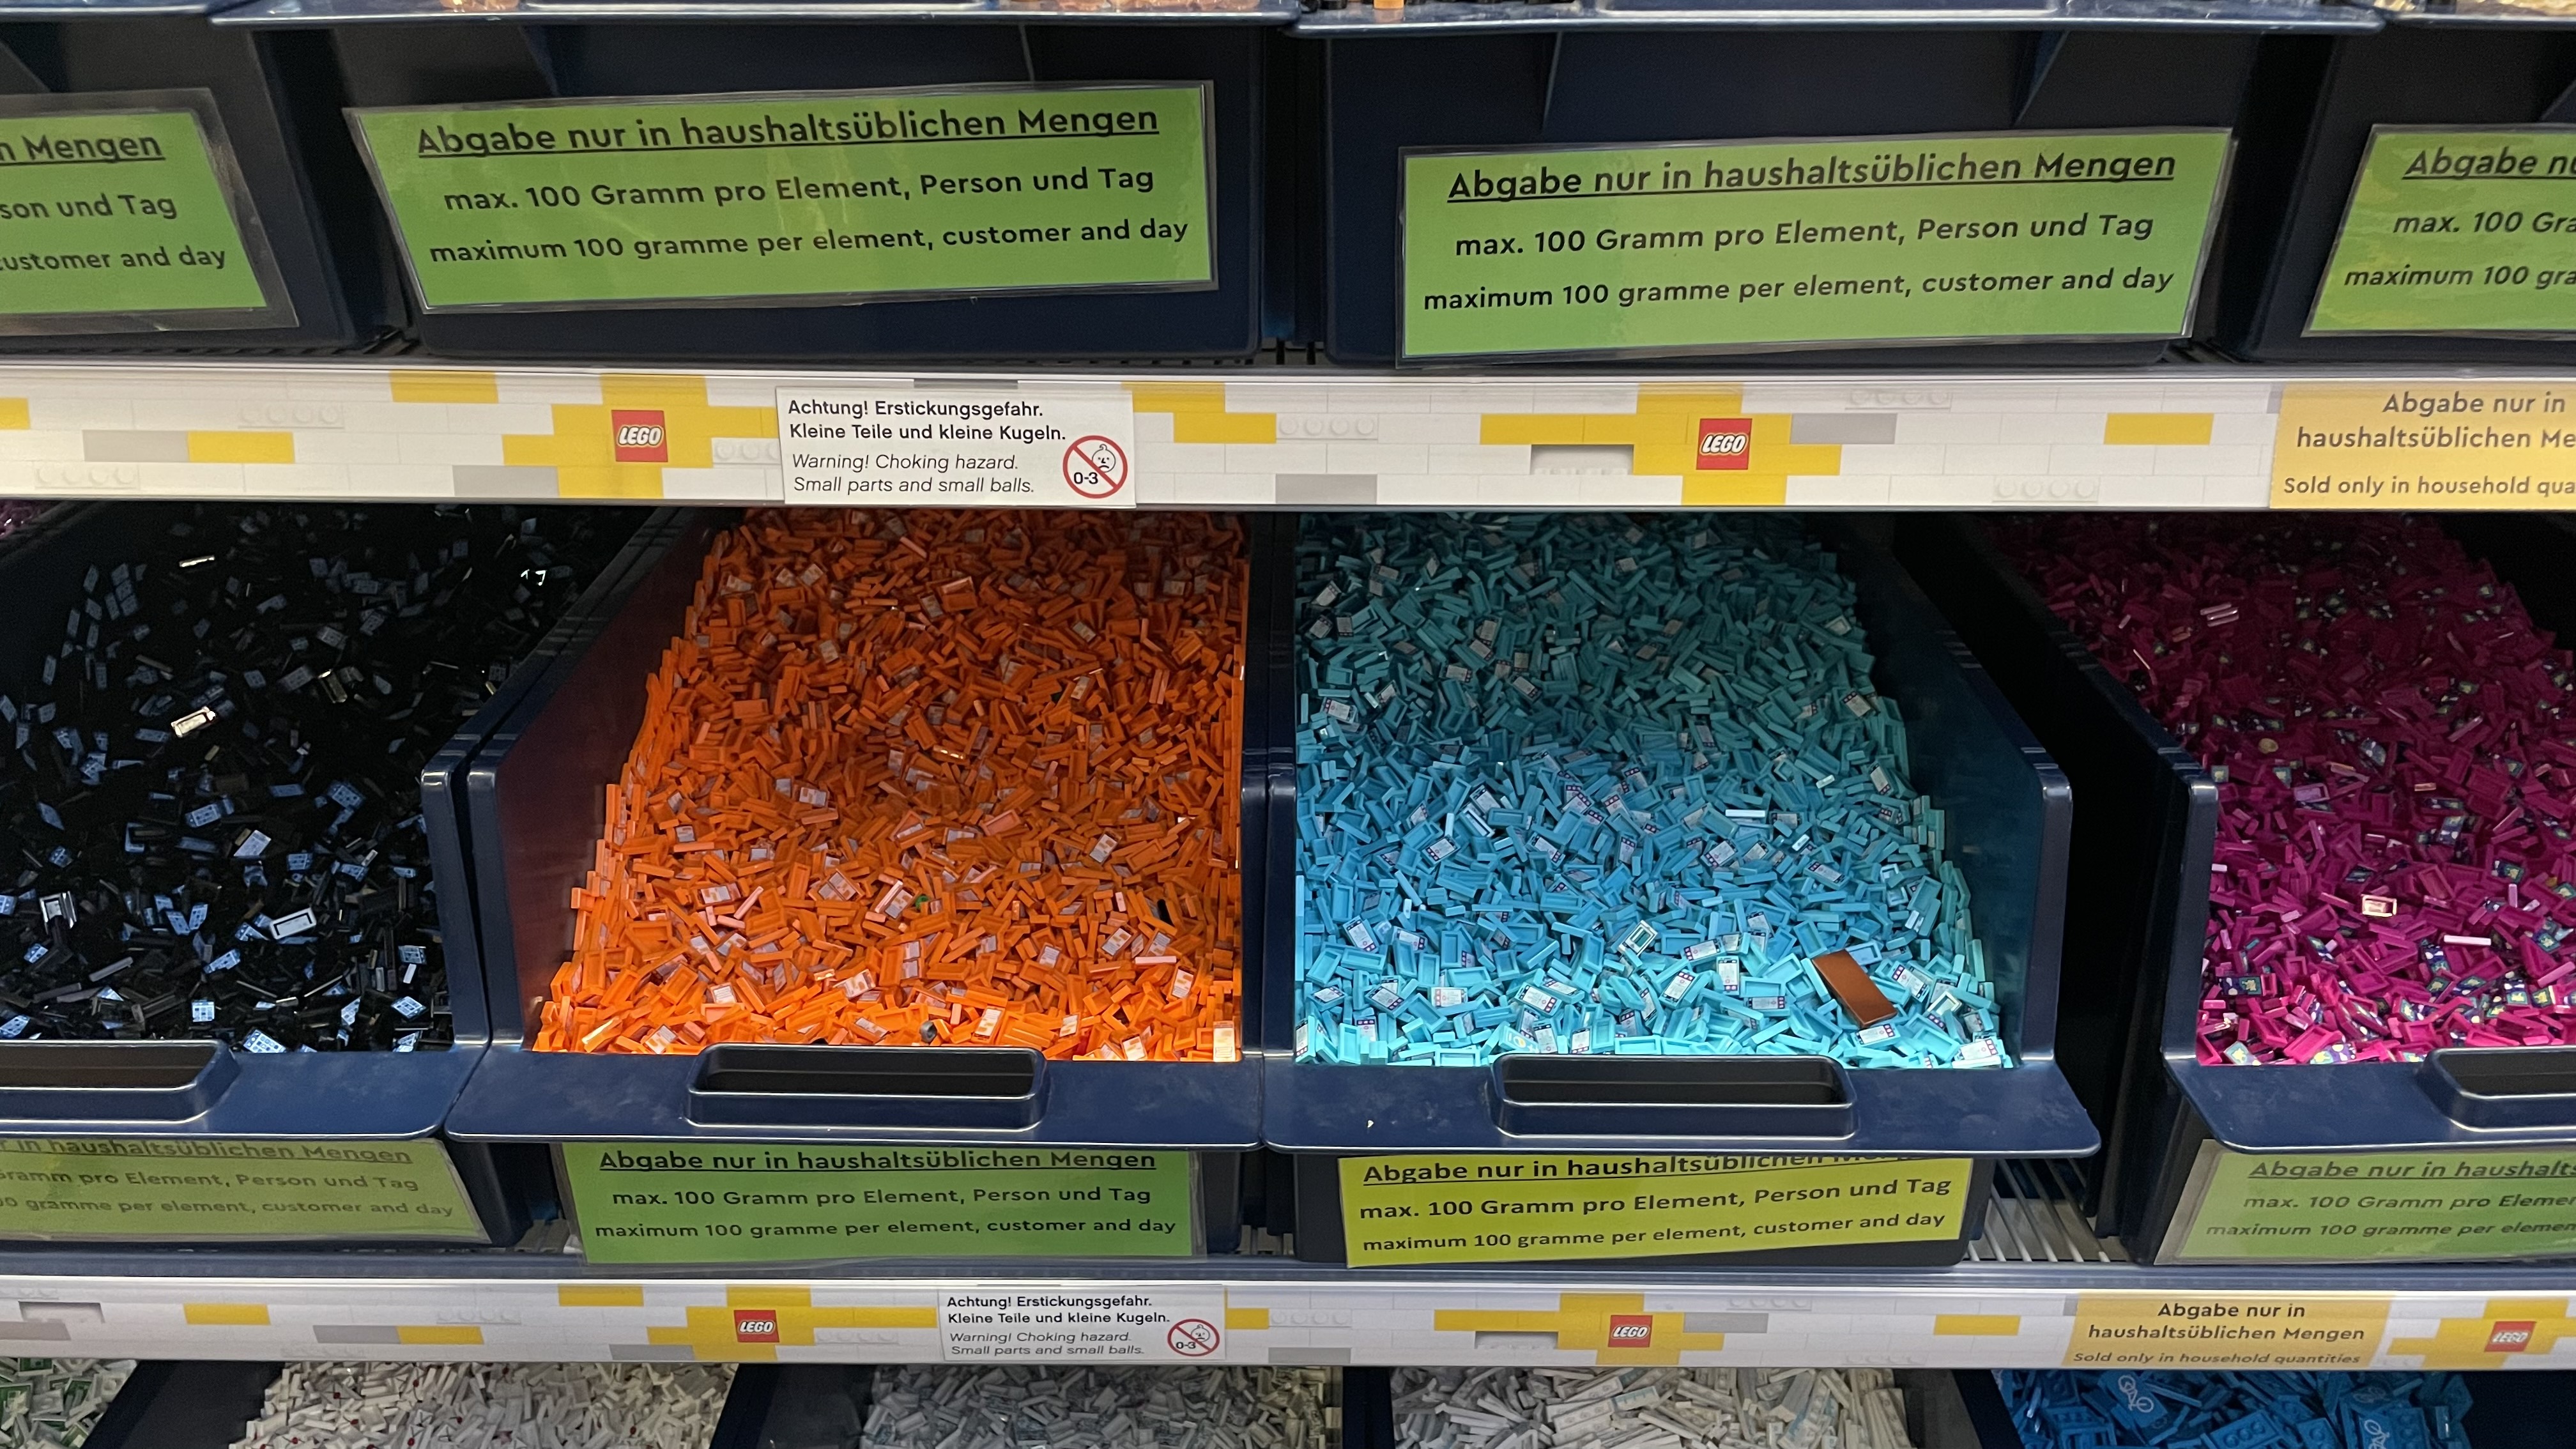 n Mengen
son und Tag
customer and day
Abgabe nur in haushaltsüblichen Mengen
max. 100 Gramm pro Element, Person und Tag
maximum 100 gramme per element, customer and day
Abgabe nur in haushaltsüblichen Mengen
max. 100 Gramm pro Element, Person und Tag
maximum 100 gramme per element, customer and day
Abgabe nu
max. 100 Gra
maximum 100 gra
LEGO
Achtung! Erstickungsgefahr.
Kleine Teile und kleine Kugeln.
Warning! Choking hazard.
Small parts and small balls.
0-3
LEGO
Abgabe nur in
haushaltsüblichen Me
Sold only in household qua
r in haushaltsüblichen Mengen
Gramm pro Element, Person und Tag
00 gramme per element, customer and day
Abgabe nur in haushaltsüblichen Mengen
max. 100 Gramm pro Element, Person und Tag
maximum 100 gramme per element, customer and day
Abgabe nur in haushaltsüblichen
max. 100 Gramm pro Element, Person und Tag
maximum 100 gramme per element, customer and day
Abgabe nur in haushalts
max. 100 Gramm pro Eleme
maximum 100 gramme per elemen
LEGO
Achtung! Erstickungsgefahr.
Kleine Teile und kleine Kugeln.
Warning! Choking hazard.
Small parts and small balls.
0-3
LEGO
Abgabe nur in
haushaltsüblichen Mengen
Sold only in household quantities
LEGO